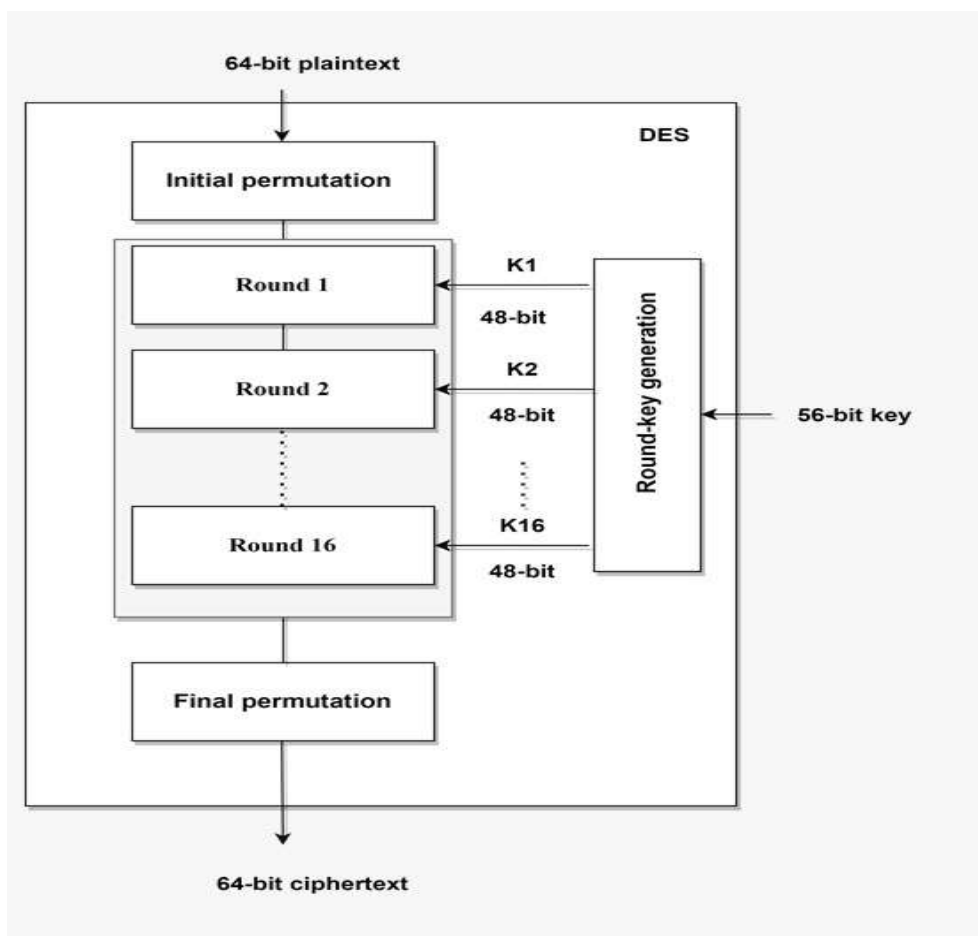 64-bit plaintext
DES
Initial permutation
Round 1
K1
48-bit
Round 2
K2
48-bit
Round-key generation
56-bit key
Round 16
K16
48-bit
Final permutation
64-bit ciphertext